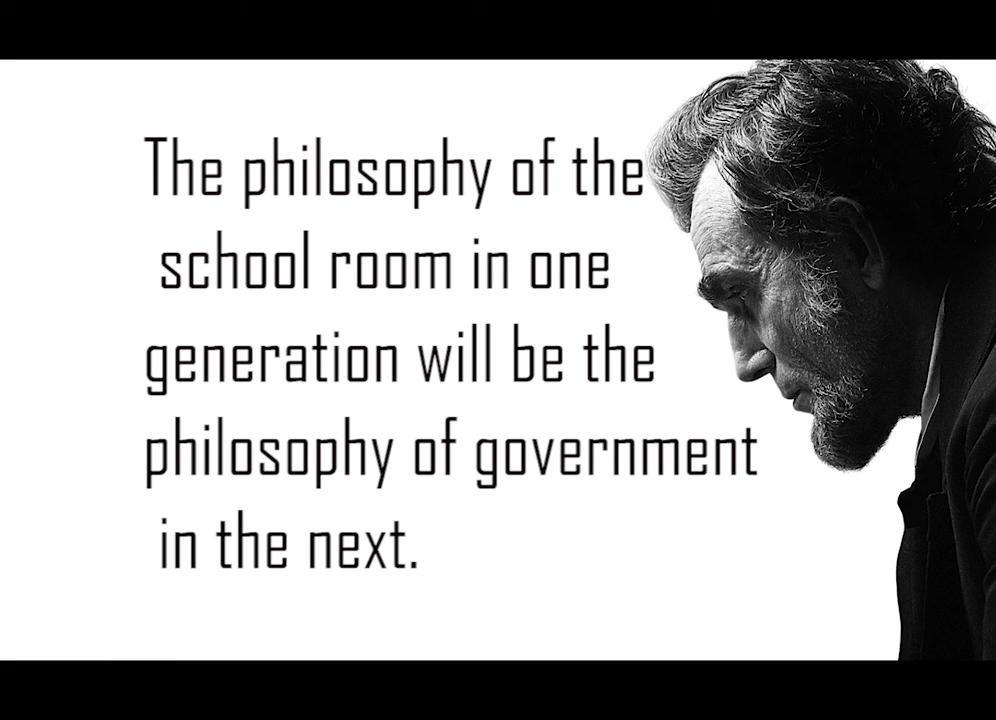 The philosophy of the
school room in one
generation will be the
philosophy of government
in the next.